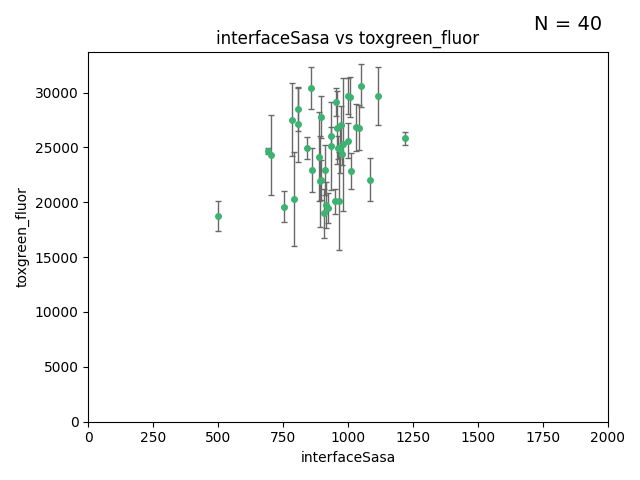 N = 40
interfaceSasa vs toxgreen_fluor
toxgreen_fluor
30000
25000
20000
15000
10000
5000
0
0 250 500 750 1000 1250 1500 1750 2000
interfaceSasa